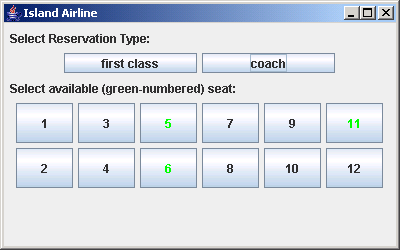 Island Airline
Select Reservation Type:
first class coach
Select available (green-numbered) seat:
1 3 5 7 9 11
2 4 6 8 10 12